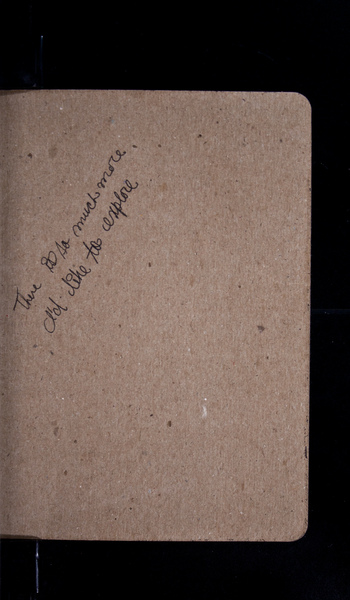 There is so much more.
I'd like to explore